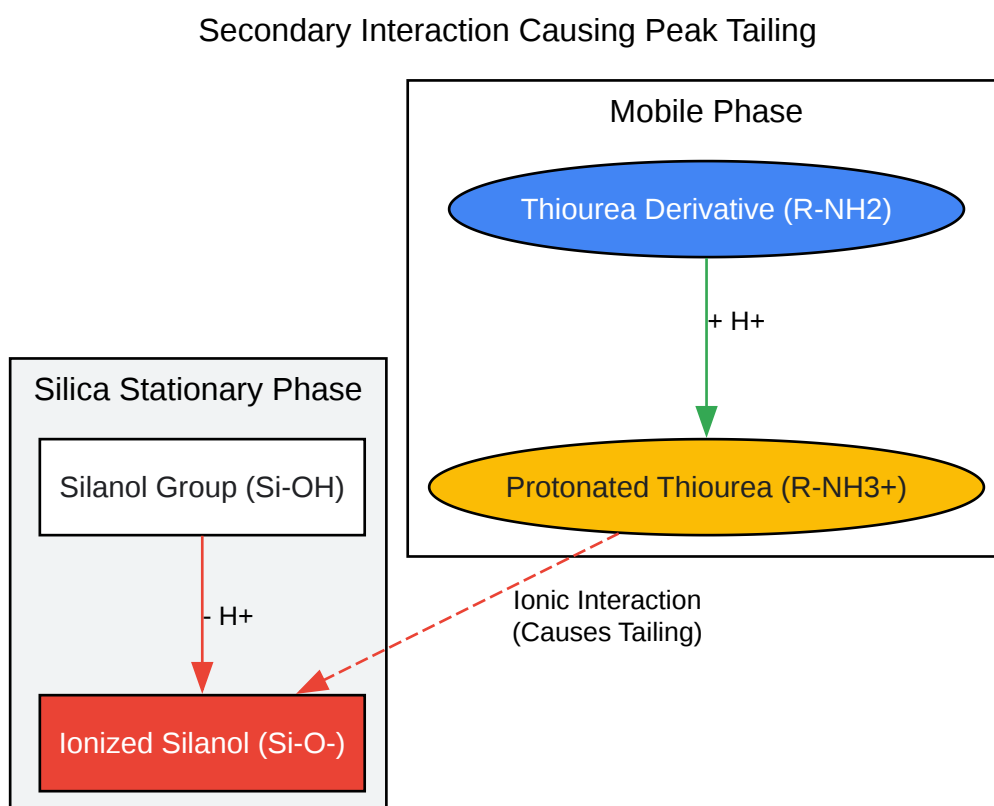 Secondary Interaction Causing Peak Tailing
Mobile Phase
Thiourea Derivative (R-NH2)
+ H+
Protonated Thiourea (R-NH3+)
Silica Stationary Phase
Silanol Group (Si-OH)
- H+
Ionized Silanol (Si-O-)
Ionic Interaction
(Causes Tailing)